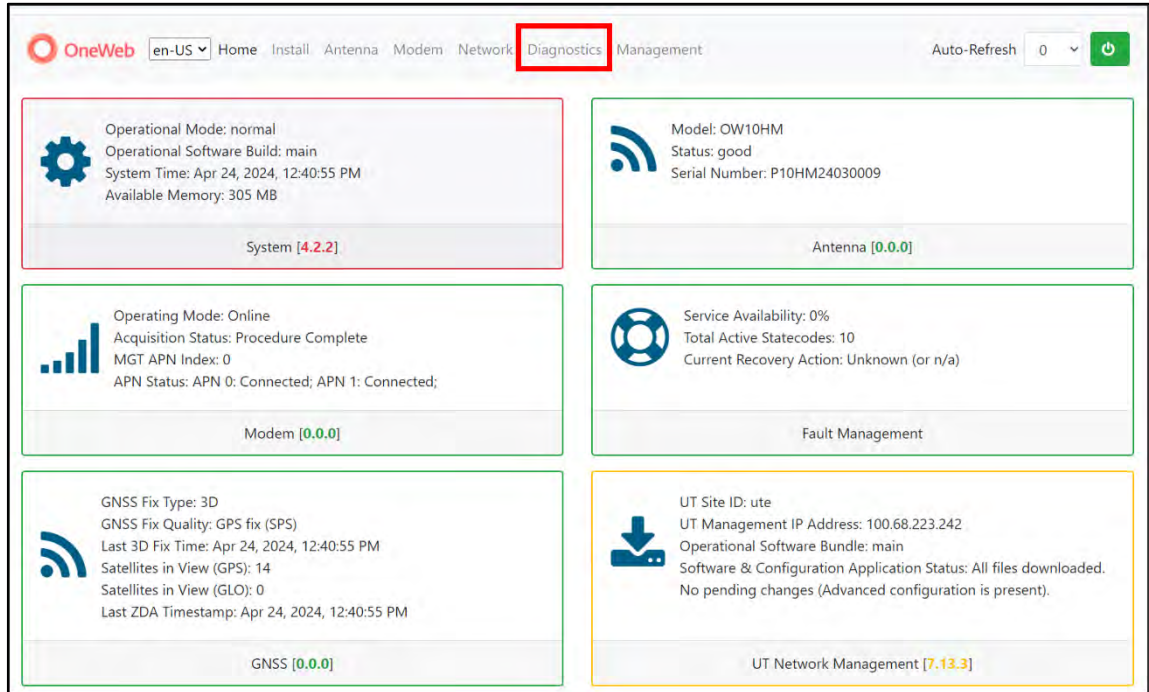 OneWeb en-US Home Install Antenna Modem Network Diagnostics Management Auto-Refresh 0
Operational Mode: normal
Operational Software Build: main
System Time: Apr 24, 2024, 12:40:55 PM
Available Memory: 305 MB
System [4.2.2]
Model: OW10HM
Status: good
Serial Number: P10HM24030009
Antenna [0.0.0]
Operating Mode: Online
Acquisition Status: Procedure Complete
MGT APN Index: 0
APN Status: APN 0: Connected; APN 1: Connected;
Modem [0.0.0]
Service Availability: 0%
Total Active Statecodes: 10
Current Recovery Action: Unknown (or n/a)
Fault Management
GNSS Fix Type: 3D
GNSS Fix Quality: GPS fix (SPS)
Last 3D Fix Time: Apr 24, 2024, 12:40:55 PM
Satellites in View (GPS): 14
Satellites in View (GLO): 0
Last ZDA Timestamp: Apr 24, 2024, 12:40:55 PM
GNSS [0.0.0]
UT Site ID: ute
UT Management IP Address: 100.68.223.242
Operational Software Bundle: main
Software & Configuration Application Status: All files downloaded.
No pending changes (Advanced configuration is present).
UT Network Management [7.13.3]